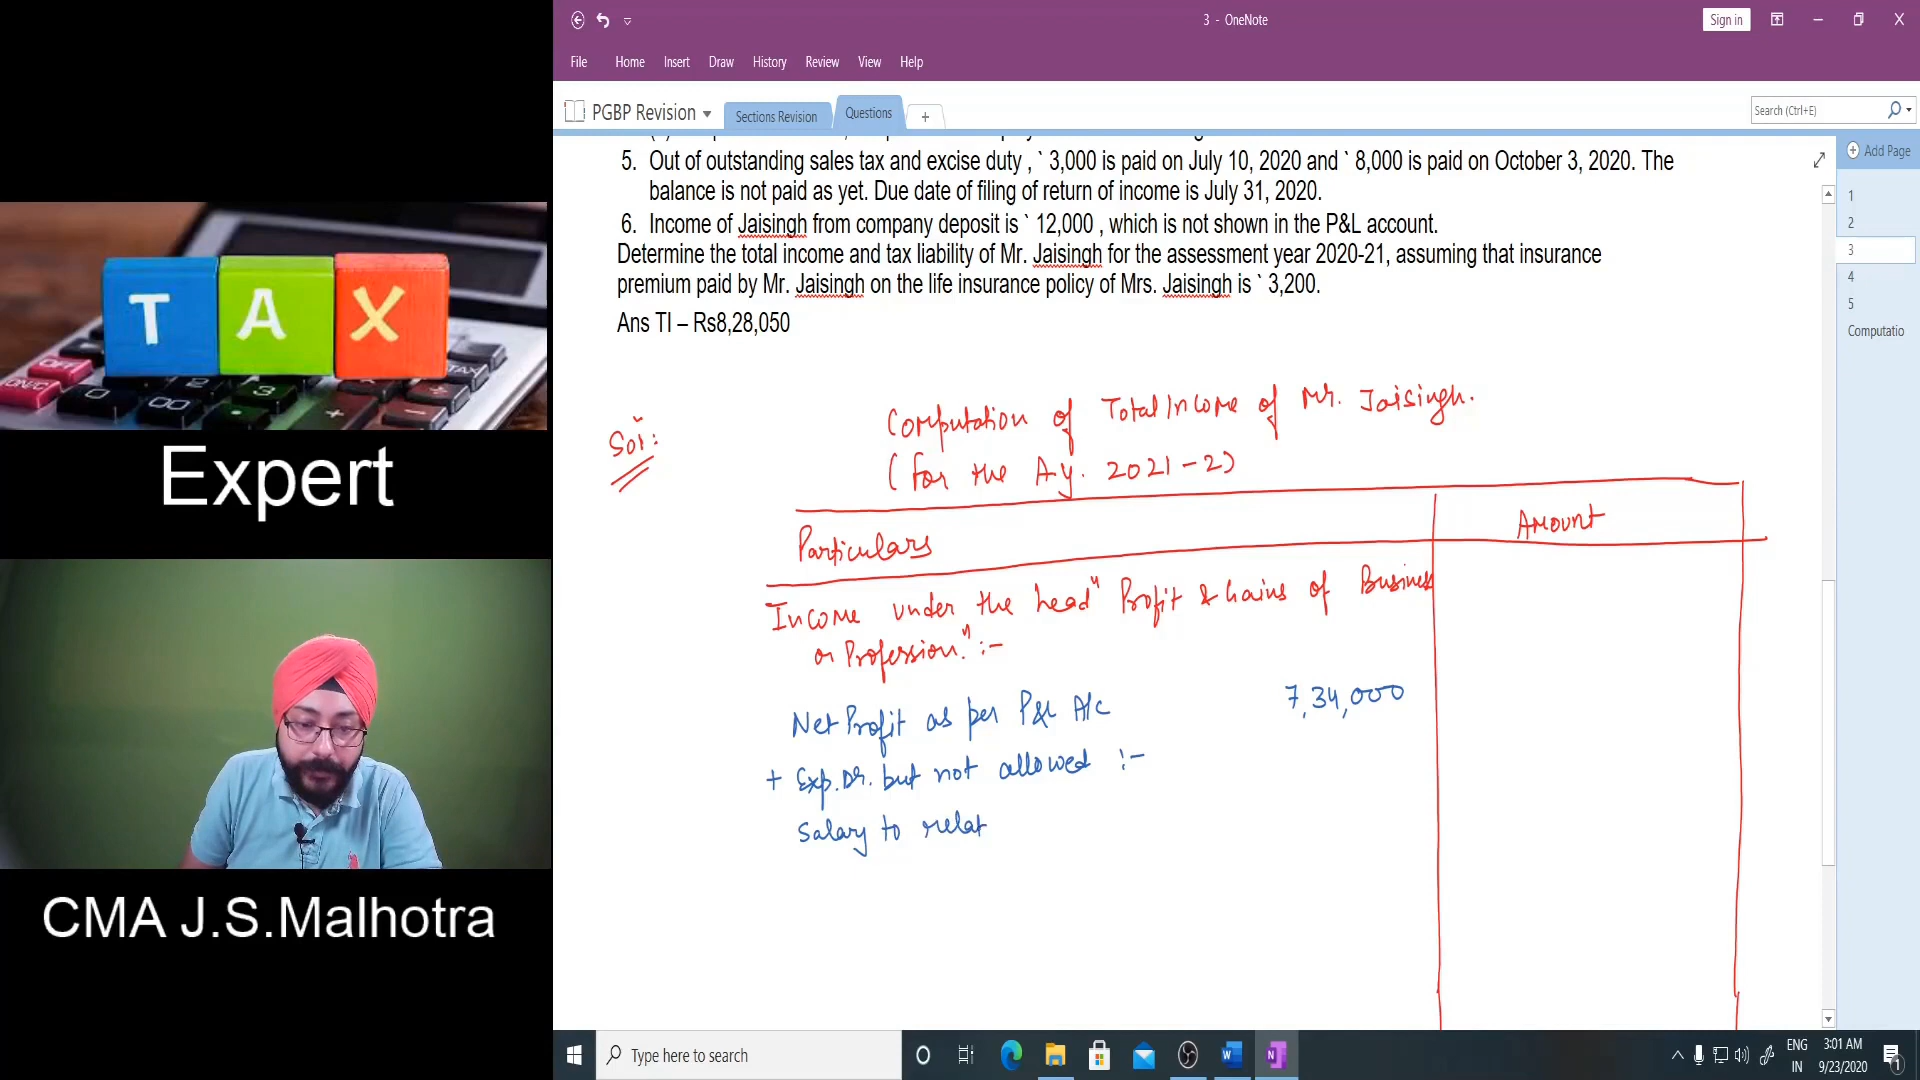 3 - OneNote
Sign in
File Home Insert Draw History Review View Help
PGBP Revision
Sections Revision
Questions
Search (Ctrl+E)
Add Page
1
2
3
4
5
Computatio
5. Out of outstanding sales tax and excise duty , ` 3,000 is paid on July 10, 2020 and ` 8,000 is paid on October 3, 2020. The
balance is not paid as yet. Due date of filing of return of income is July 31, 2020.
6. Income of Jaisingh from company deposit is ` 12,000 , which is not shown in the P&L account.
Determine the total income and tax liability of Mr. Jaisingh for the assessment year 2020-21, assuming that insurance
premium paid by Mr. Jaisingh on the life insurance policy of Mrs. Jaisingh is ` 3,200.
Ans TI – Rs8,28,050
Computation of Total Income of Mr. Jaisingh.
(For the A.y. 2021-22)
Particulars
Amount
Income under the head "Profit & Gains of Business
or Profession." :-
Net Profit as per P&L A/c 7,34,000
+ Exp. Dr. but not allowed :-
Salary to relat
T A X
TAX
ON/C
0 00 3
Expert
CMA J.S.Malhotra
Type here to search
ENG
IN
3:01 AM
9/23/2020
1